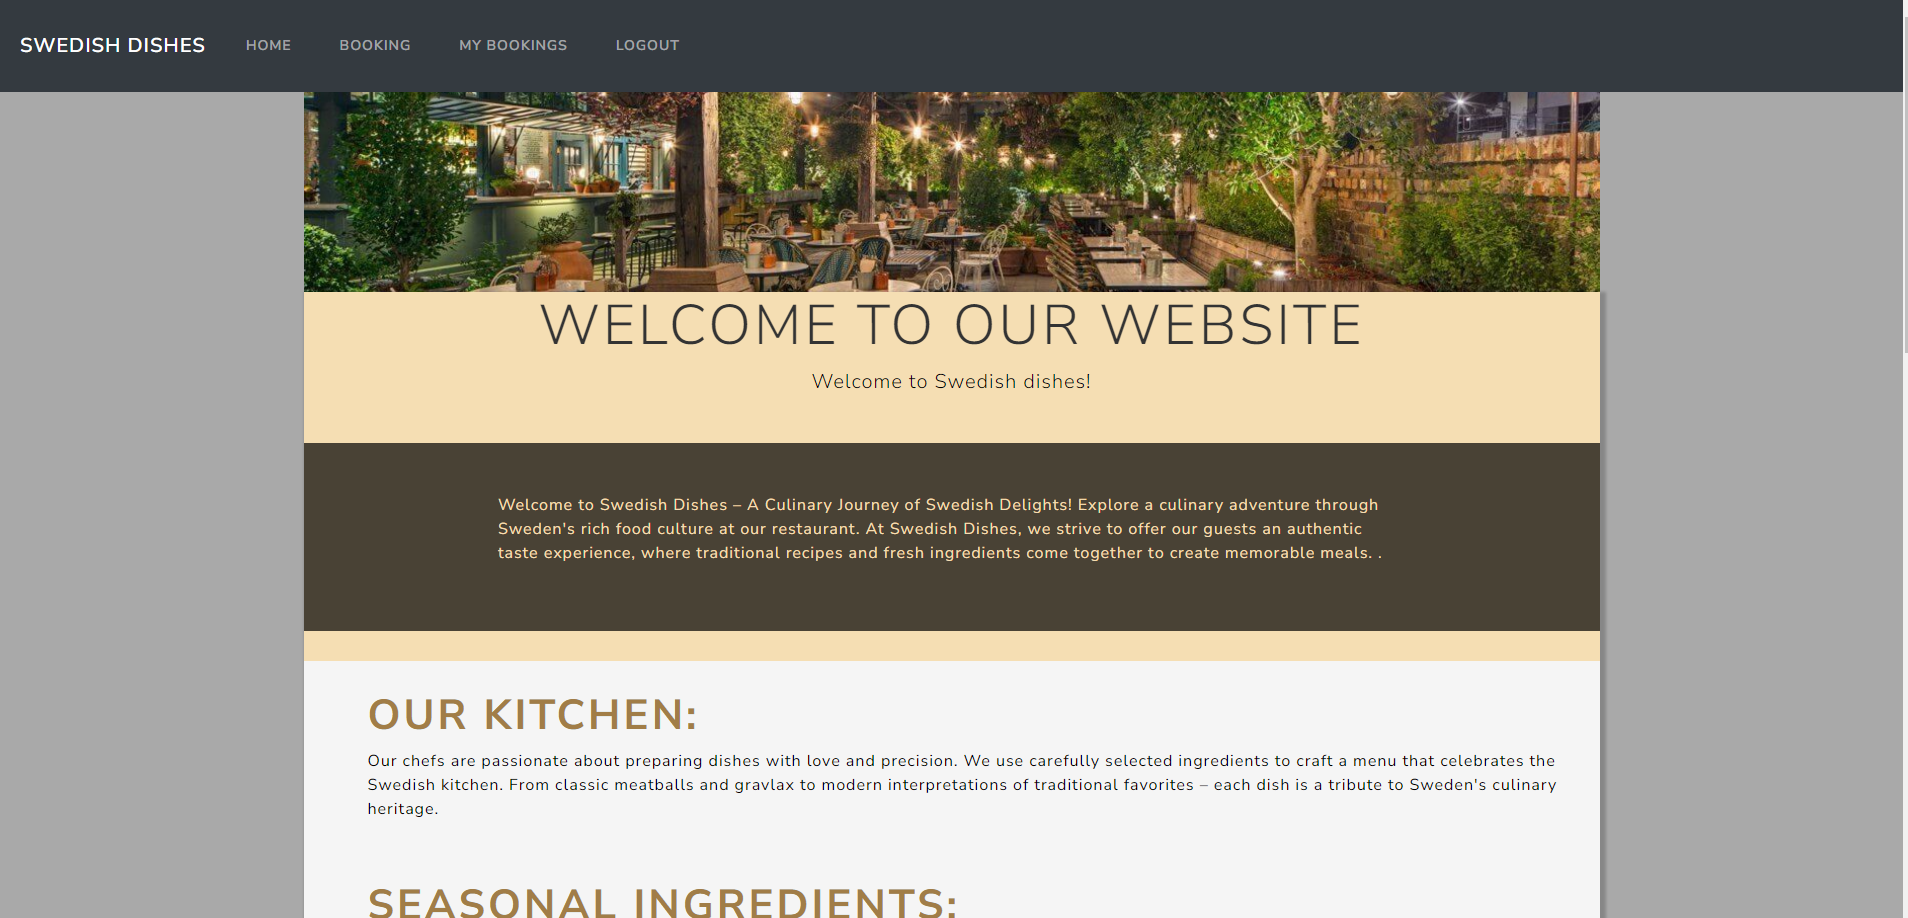 SWEDISH DISHES HOME BOOKING MY BOOKINGS LOGOUT
WELCOME TO OUR WEBSITE
Welcome to Swedish dishes!
Welcome to Swedish Dishes – A Culinary Journey of Swedish Delights! Explore a culinary adventure through
Sweden's rich food culture at our restaurant. At Swedish Dishes, we strive to offer our guests an authentic
taste experience, where traditional recipes and fresh ingredients come together to create memorable meals. .
OUR KITCHEN:
Our chefs are passionate about preparing dishes with love and precision. We use carefully selected ingredients to craft a menu that celebrates the
Swedish kitchen. From classic meatballs and gravlax to modern interpretations of traditional favorites – each dish is a tribute to Sweden's culinary
heritage.
SEASONAL INGREDIENTS: